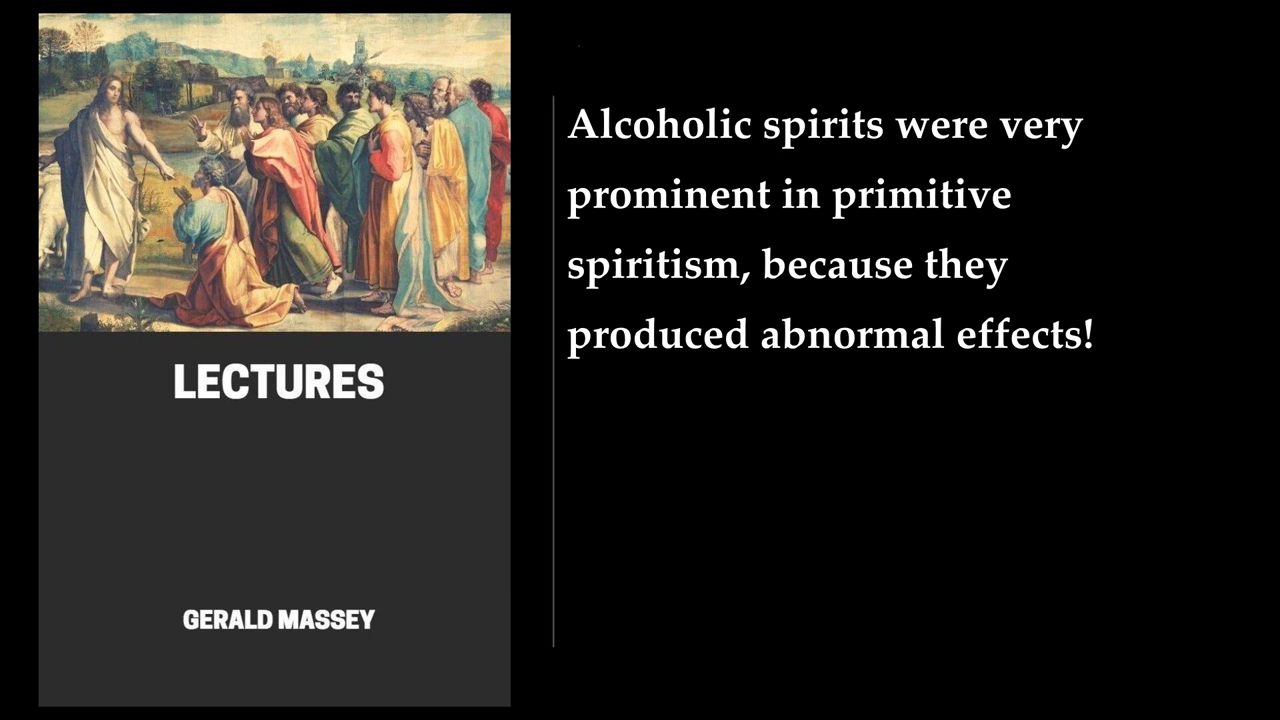 LECTURES
GERALD MASSEY
Alcoholic spirits were very
prominent in primitive
spiritism, because they
produced abnormal effects!